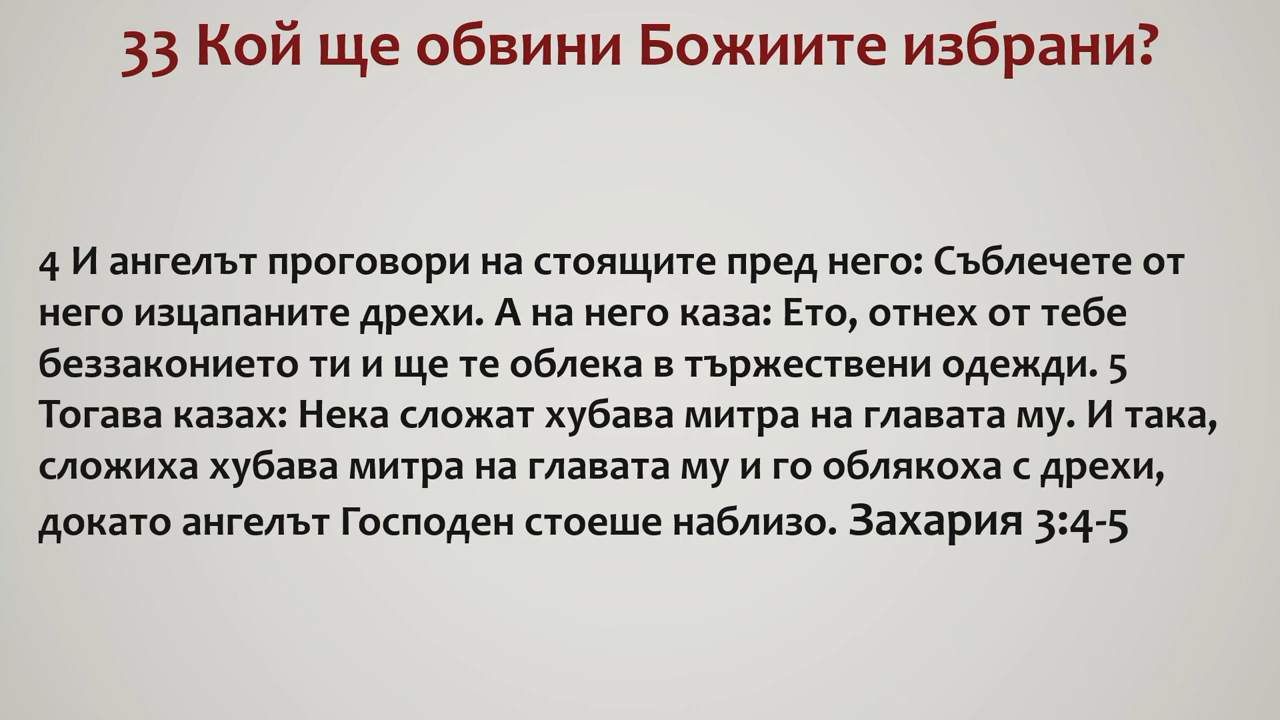 33 Кой ще обвини Божиите избрани?
4 И ангелът проговори на стоящите пред него: Съблечете от
него изцапаните дрехи. А на него каза: Ето, отнех от тебе
беззаконието ти и ще те облека в тържествени одежди. 5
Тогава казах: Нека сложат хубава митра на главата му. И така,
сложиха хубава митра на главата му и го облякоха с дрехи,
докато ангелът Господен стоеше наблизо. Захария 3:4-5